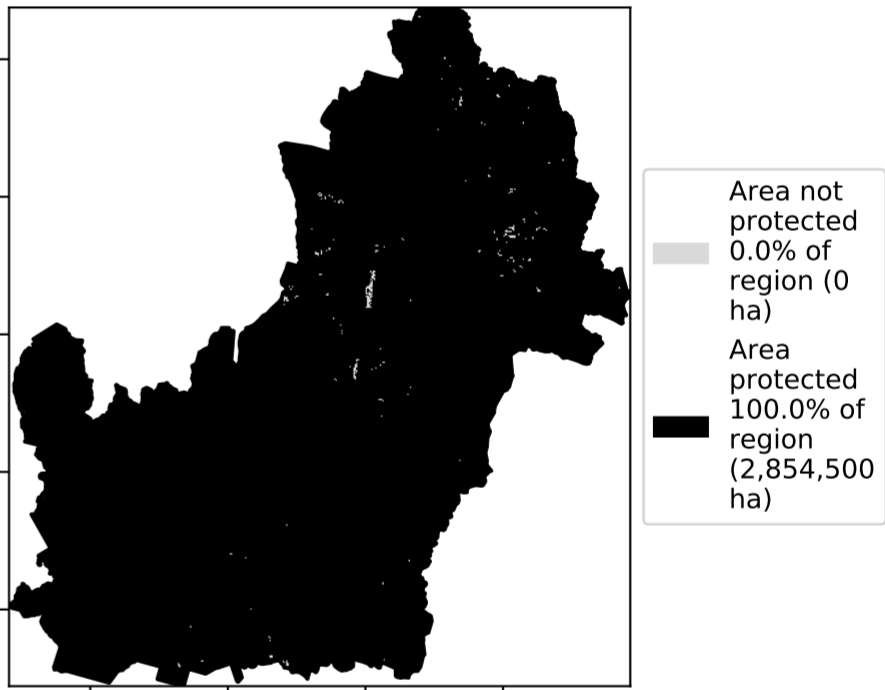 Area not
protected
0.0% of
region (0
ha)
Area
protected
100.0% of
region
(2,854,500
ha)